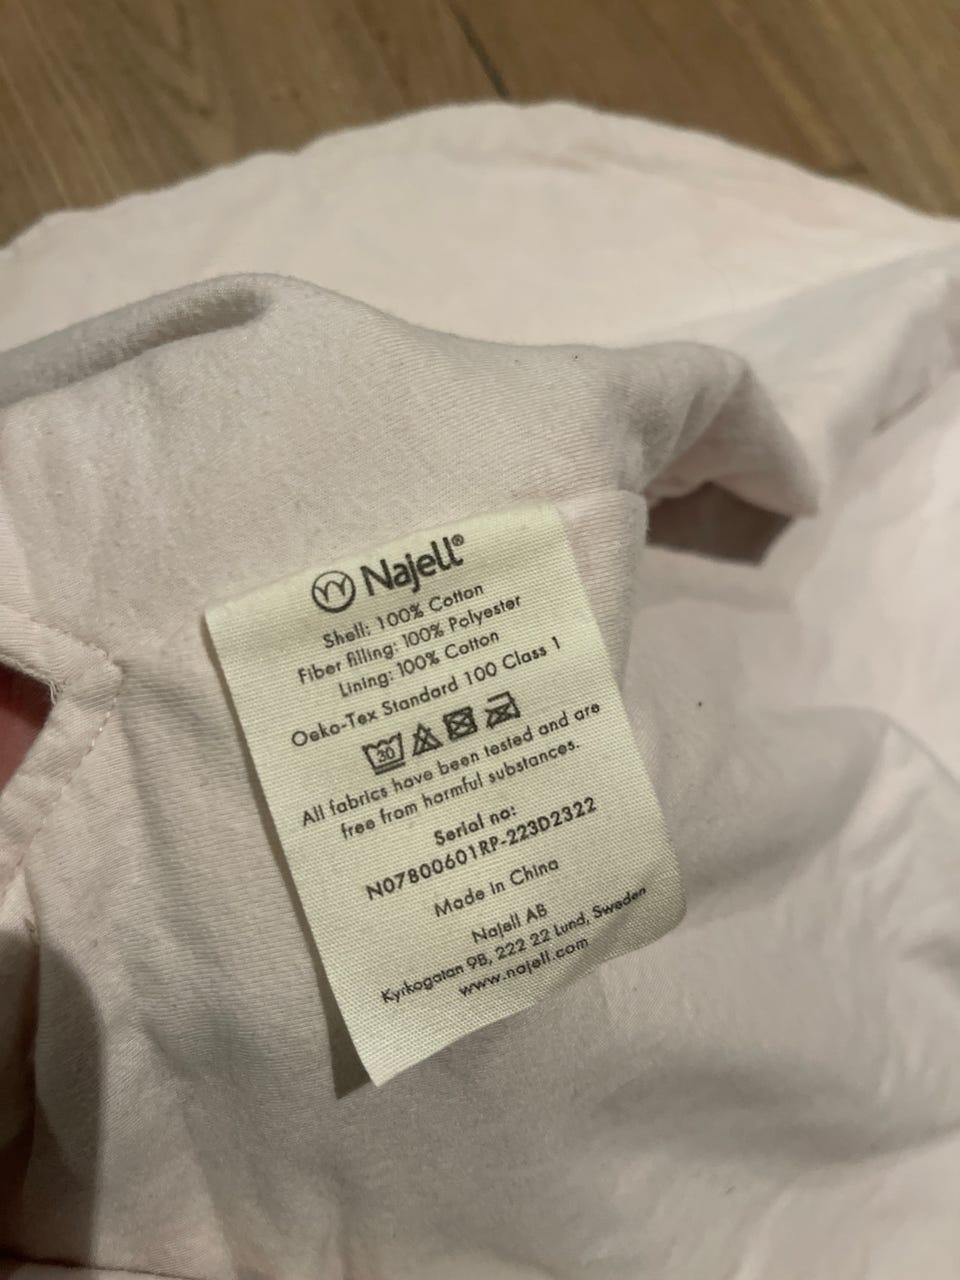 Najell®
Shell: 100% Cotton
Fiber filling: 100% Polyester
Lining: 100% Cotton
Oeko-Tex Standard 100 Class 1
30
All fabrics have been tested and are
free from harmful substances.
Serial no:
N07800601RP-223D2322
Made in China
Najell AB
Kyrkogatan 9B, 222 22 Lund, Sweden
www.najell.com